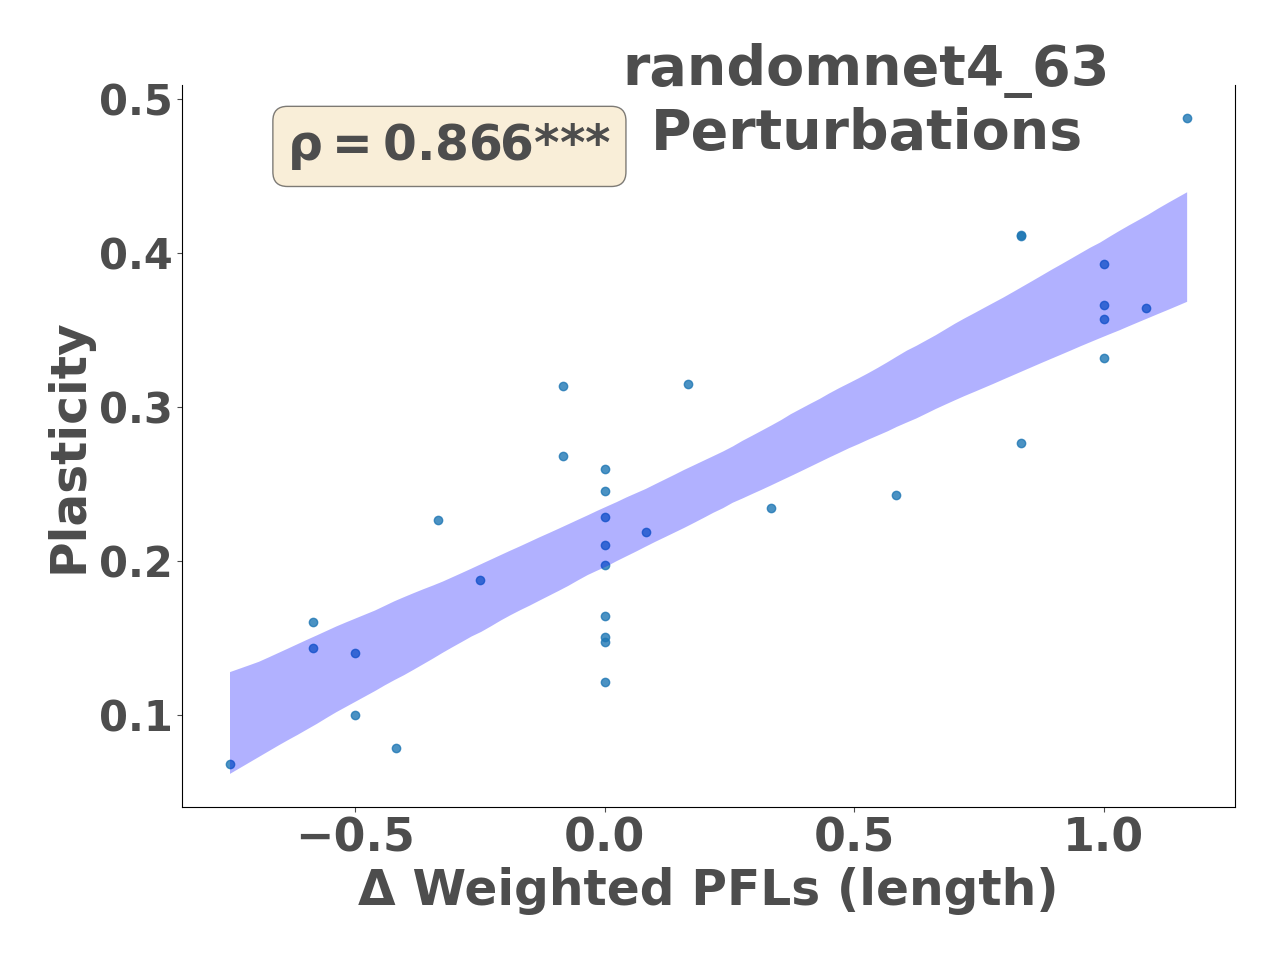 randomnet4_63
Perturbations
ρ = 0.866***
0.5
0.4
0.3
0.2
0.1
Plasticity
−0.5 0.0 0.5 1.0
Δ Weighted PFLs (length)